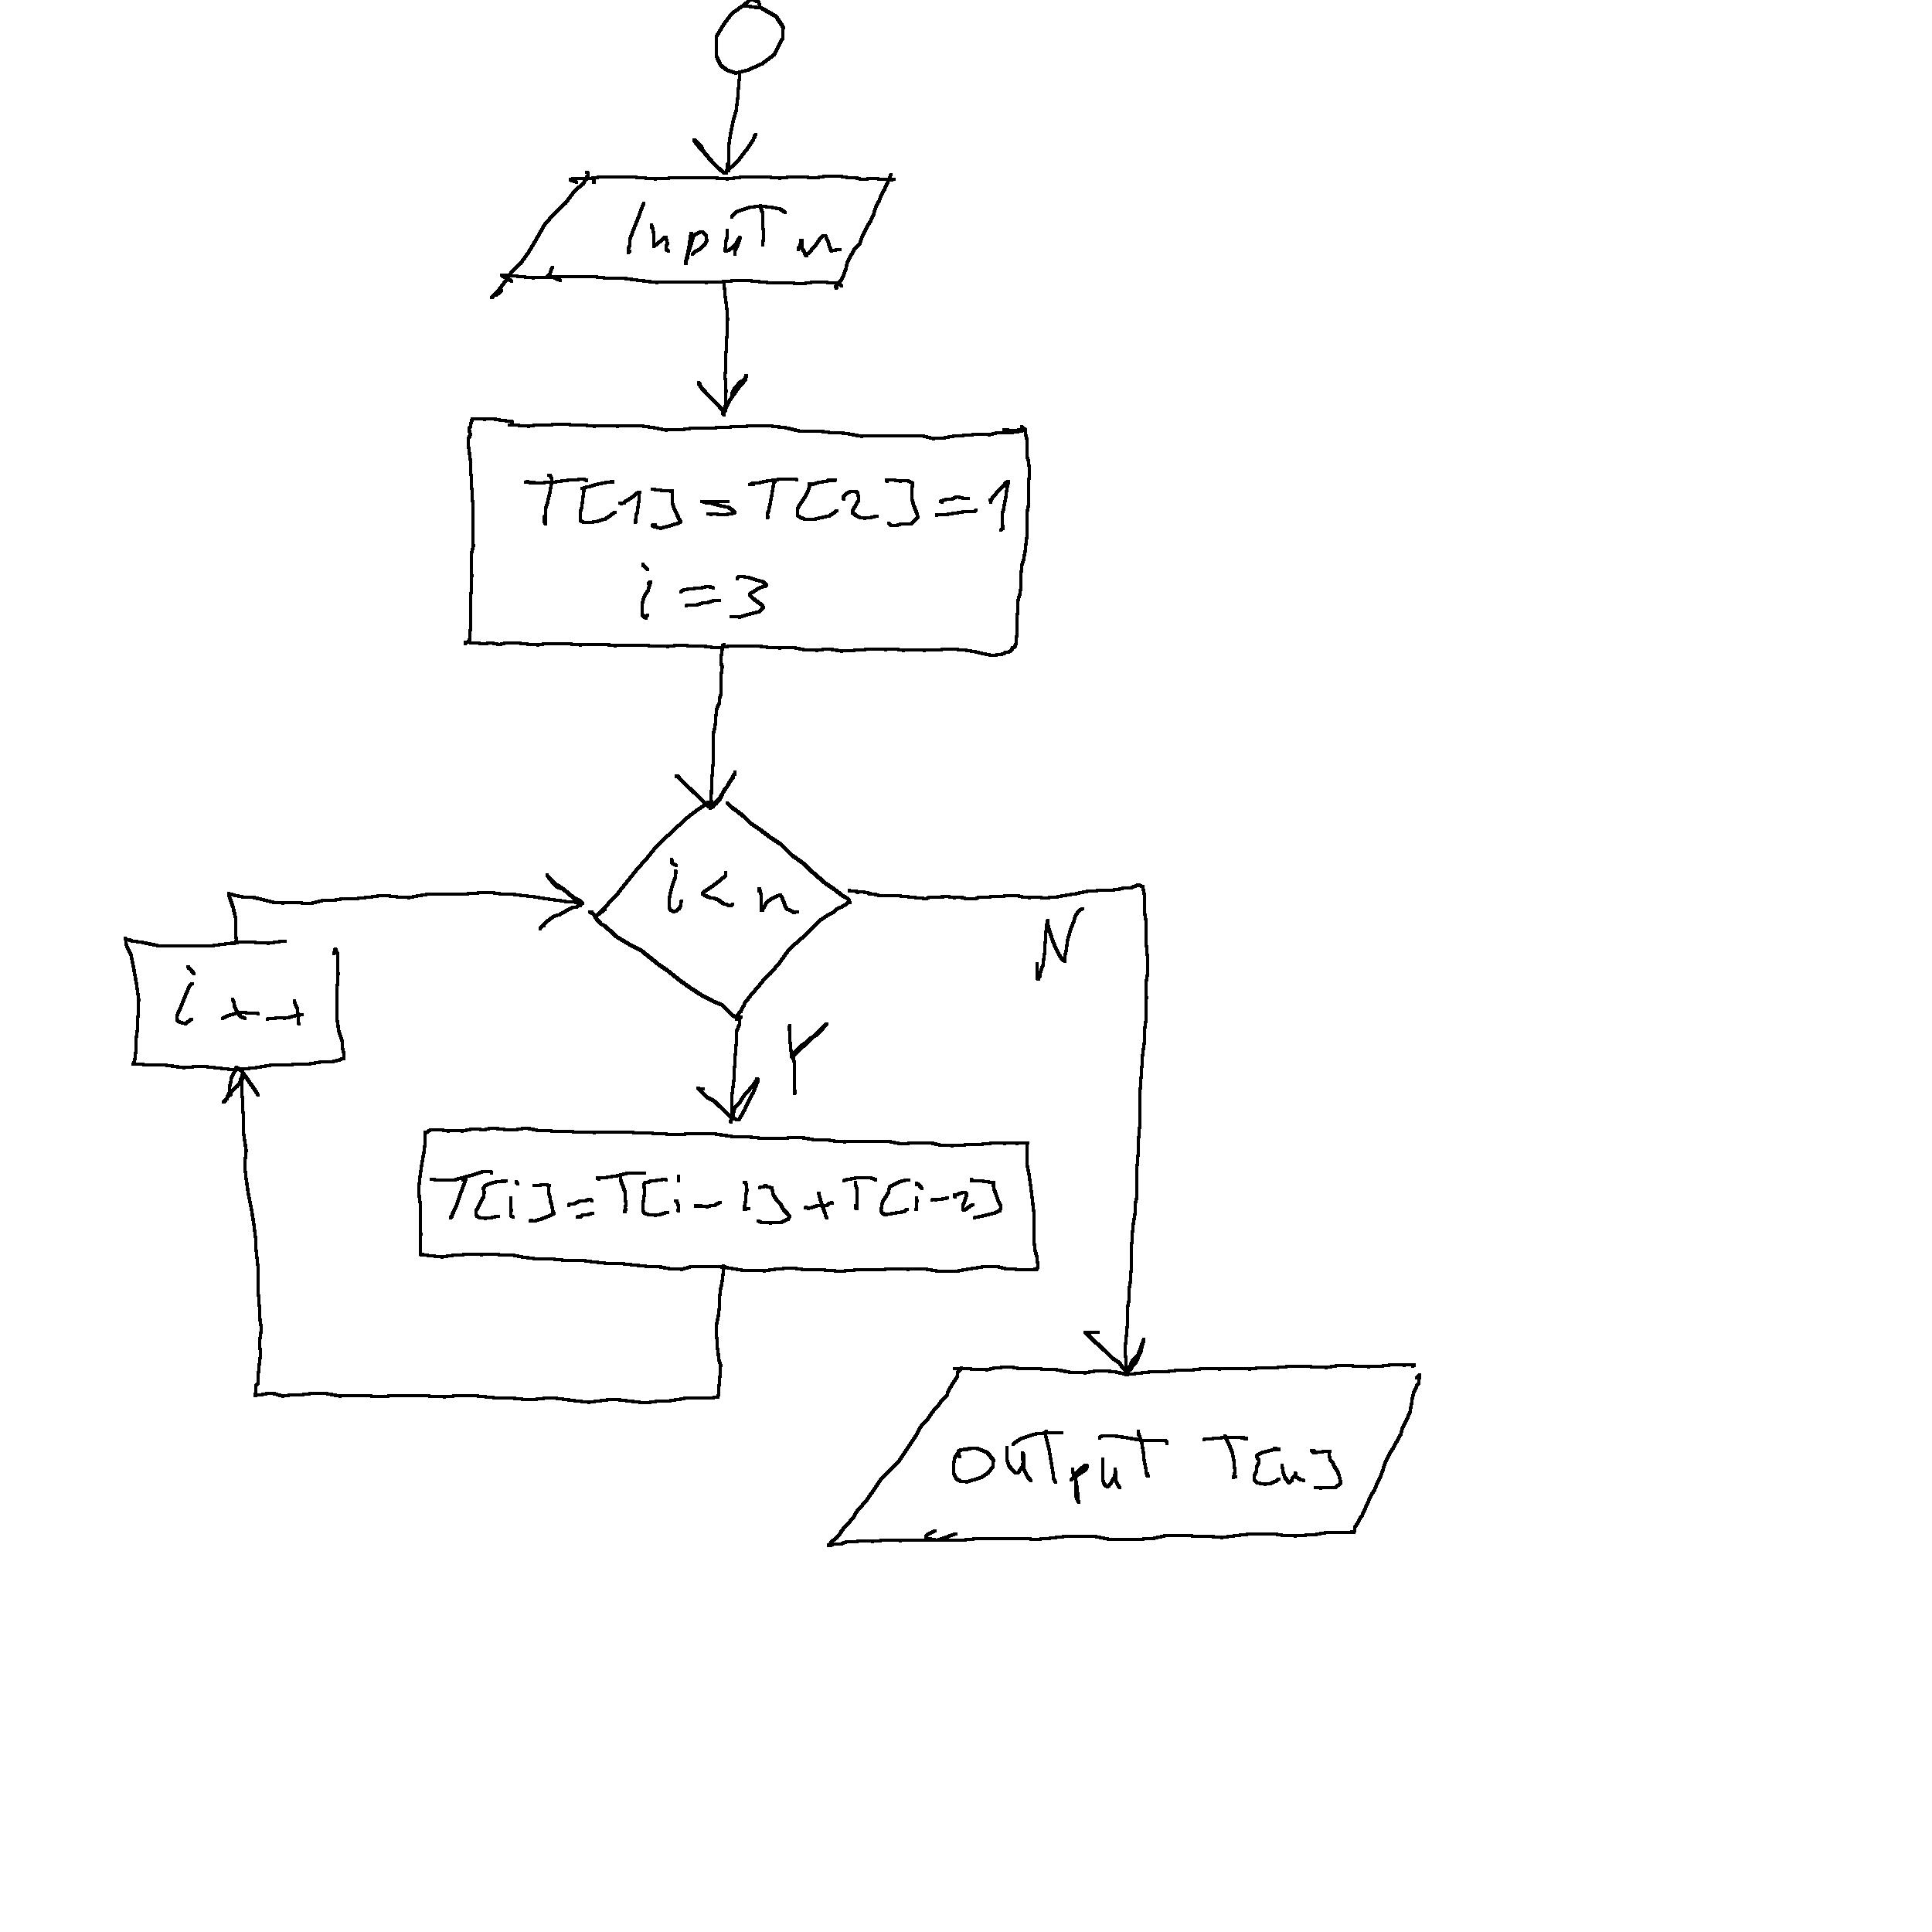 Input n
T[1]=T[2]=1
i=3
i<n
N
i++
Y
T[i]=T[i-1]+T[i-2]
output T[n]